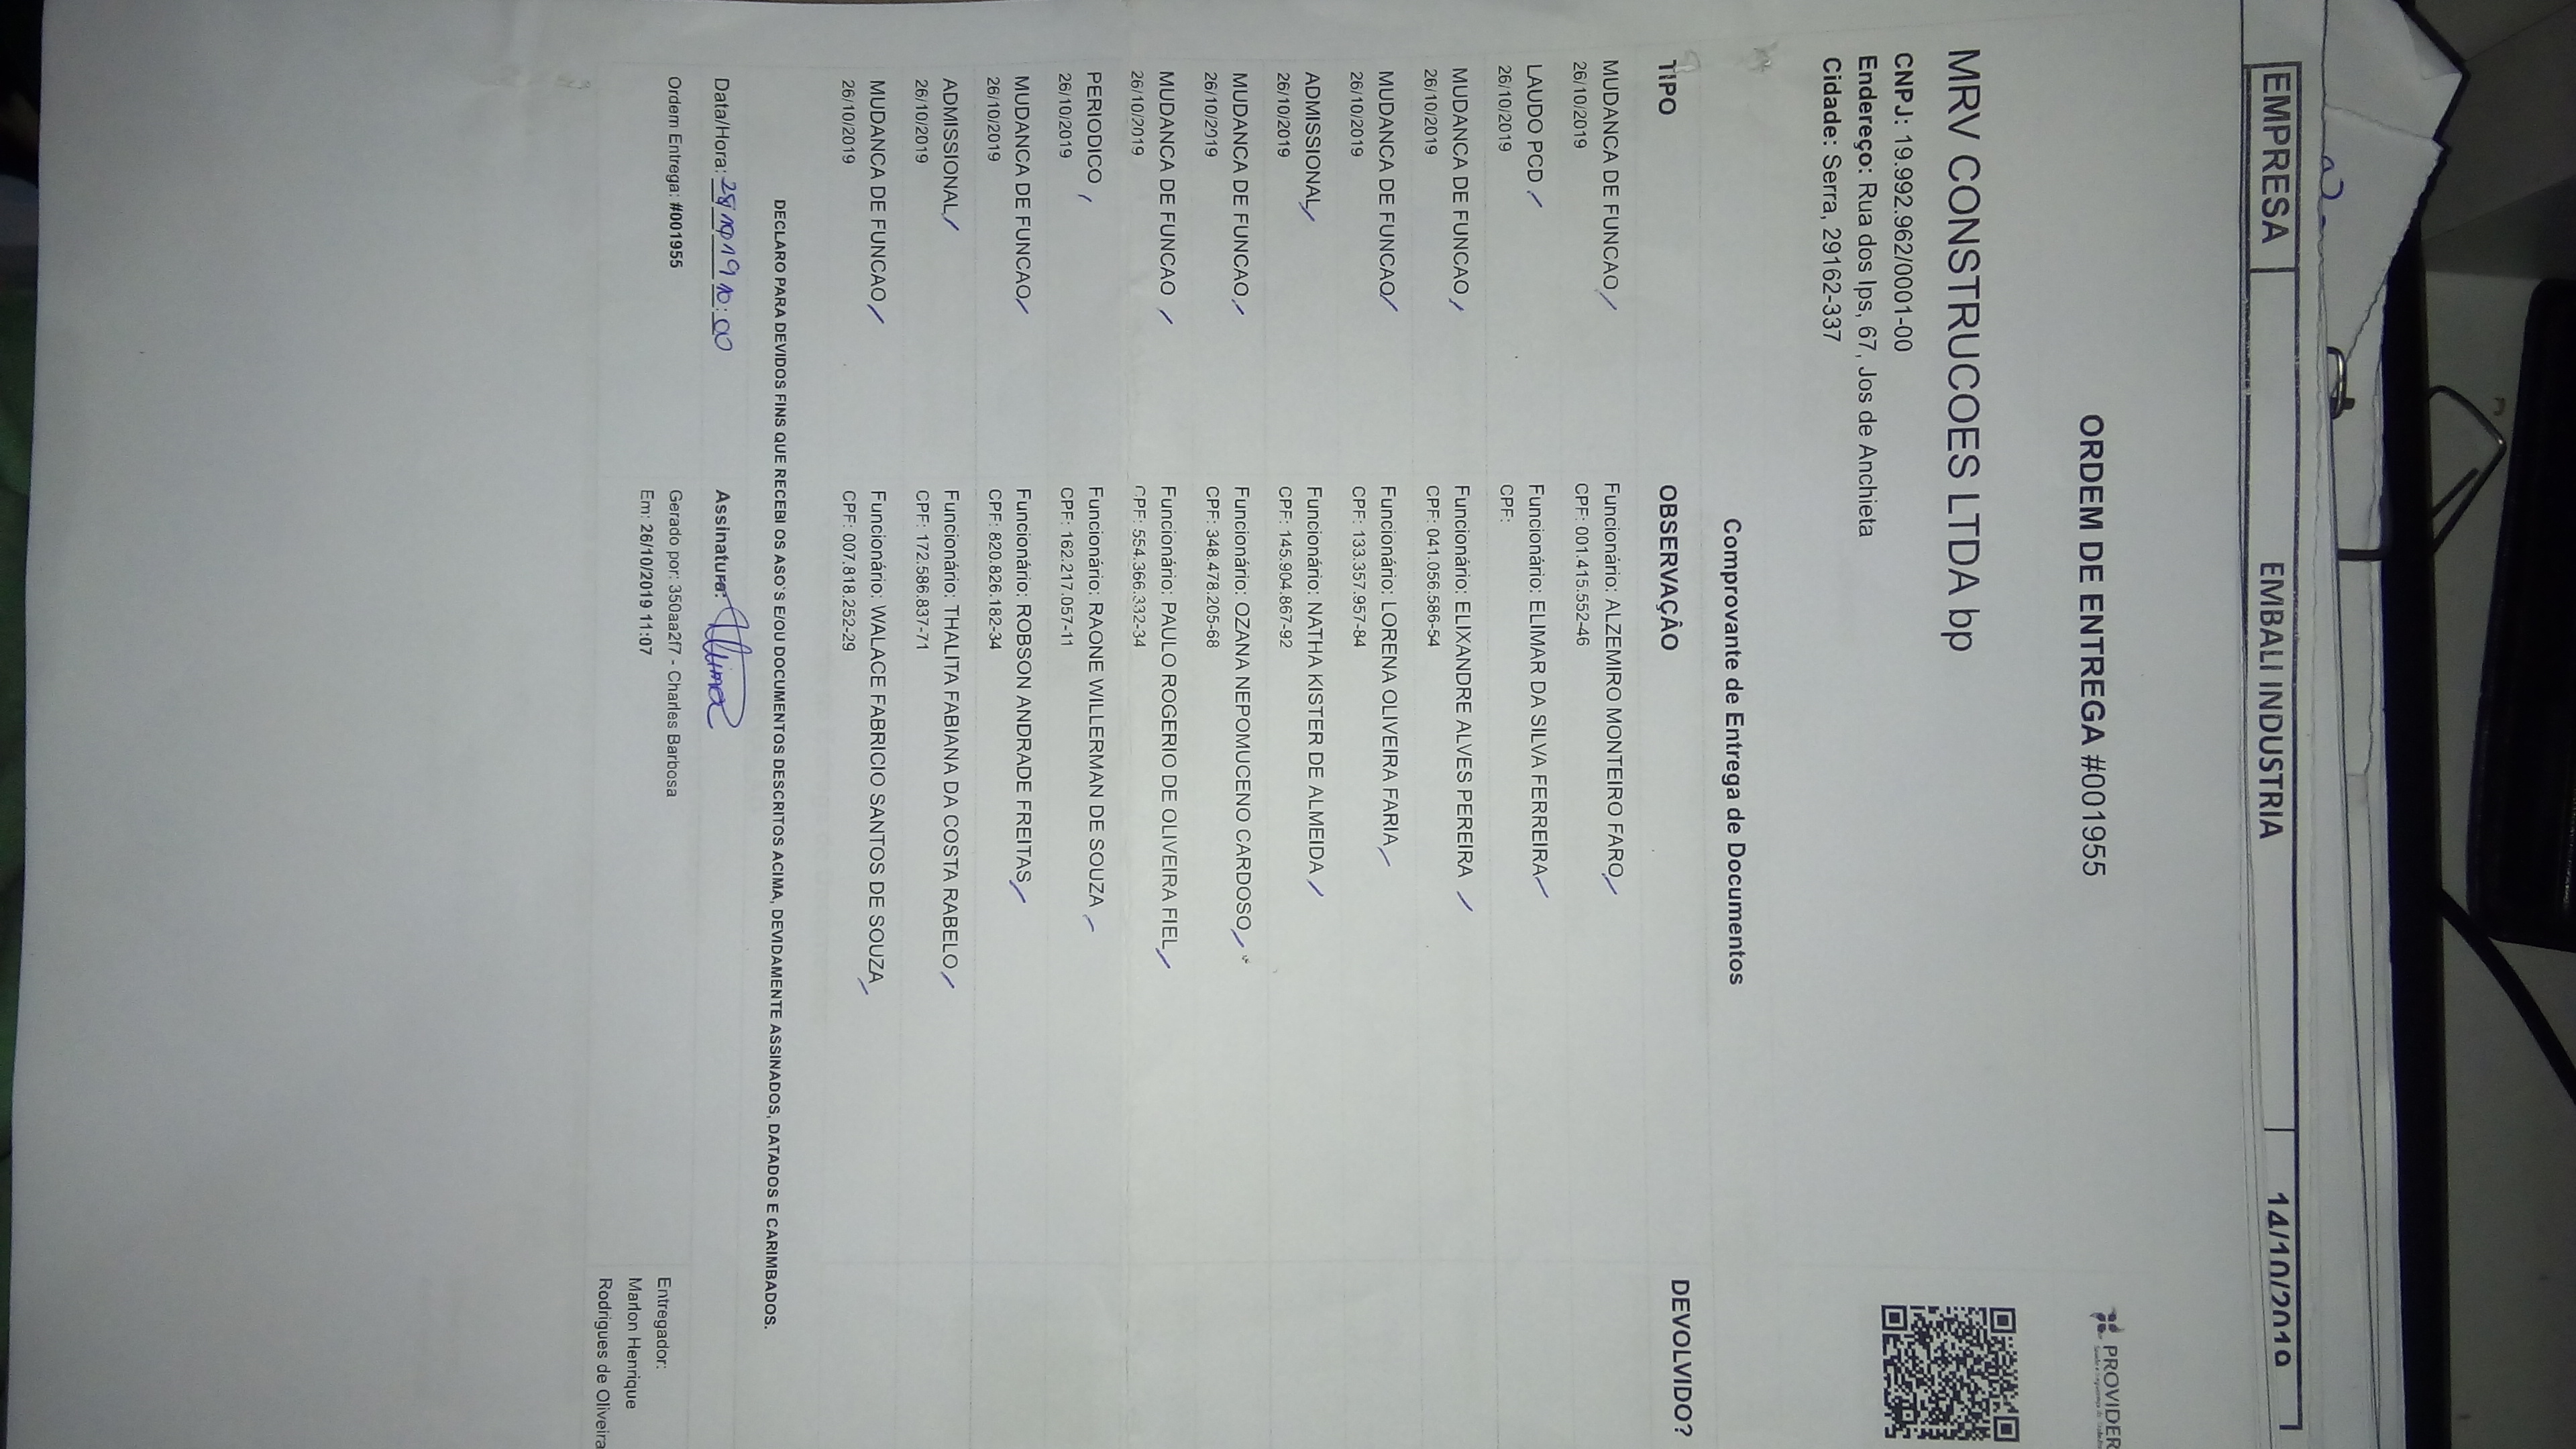 EMPRESA EMBALI INDUSTRIA 14/10/2019
ORDEM DE ENTREGA #001955
PROVIDER
MRV CONSTRUCOES LTDA bp
CNPJ: 19.992.962/0001-00
Endereço: Rua dos Ips, 67, Jos de Anchieta
Cidade: Serra, 29162-337
Comprovante de Entrega de Documentos
TIPO OBSERVAÇÃO DEVOLVIDO?
MUDANCA DE FUNCAO Funcionário: ALZEMIRO MONTEIRO FARO
26/10/2019 CPF: 001.415.552-46
LAUDO PCD Funcionário: ELIMAR DA SILVA FERREIRA
26/10/2019 CPF:
MUDANCA DE FUNCAO Funcionário: ELIXANDRE ALVES PEREIRA
26/10/2019 CPF: 041.056.586-54
MUDANCA DE FUNCAO Funcionário: LORENA OLIVEIRA FARIA
26/10/2019 CPF: 133.357.957-84
ADMISSIONAL Funcionário: NATHA KISTER DE ALMEIDA
26/10/2019 CPF: 145.904.867-92
MUDANCA DE FUNCAO Funcionário: OZANA NEPOMUCENO CARDOSO
26/10/2019 CPF: 348.478.205-68
MUDANCA DE FUNCAO Funcionário: PAULO ROGERIO DE OLIVEIRA FIEL
26/10/2019 CPF: 554.366.332-34
PERIODICO Funcionário: RAONE WILLERMAN DE SOUZA
26/10/2019 CPF: 162.217.057-11
MUDANCA DE FUNCAO Funcionário: ROBSON ANDRADE FREITAS
26/10/2019 CPF: 820.826.182-34
ADMISSIONAL Funcionário: THALITA FABIANA DA COSTA RABELO
26/10/2019 CPF: 172.586.837-71
MUDANCA DE FUNCAO Funcionário: WALACE FABRICIO SANTOS DE SOUZA
26/10/2019 CPF: 007.818.252-29
DECLARO PARA DEVIDOS FINS QUE RECEBI OS ASO'S E/OU DOCUMENTOS DESCRITOS ACIMA, DEVIDAMENTE ASSINADOS, DATADOS E CARIMBADOS.
Data/Hora: 28/10/19 10:00 Assinatura:
Ordem Entrega: #001955 Gerado por: 350aa2f7 - Charles Barbosa Entregador:
Em: 26/10/2019 11:07 Marlon Henrique
Rodrigues de Oliveira